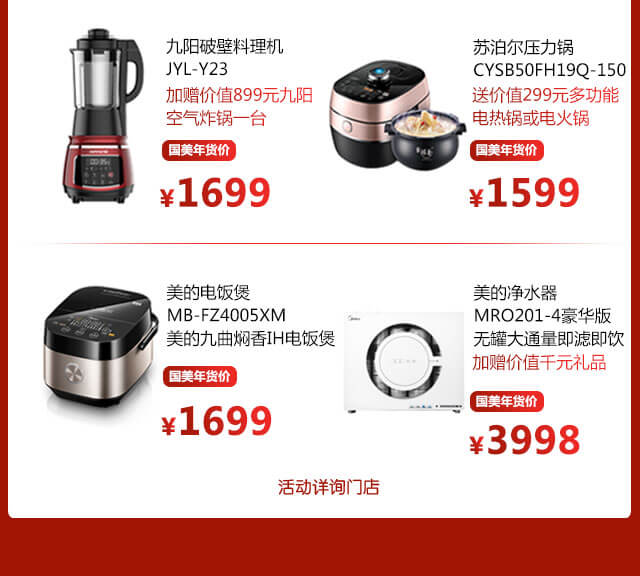 九阳破壁料理机
JYL-Y23
加赠价值899元九阳
空气炸锅一台
国美年货价
¥1699
苏泊尔压力锅
CYSB50FH19Q-150
送价值299元多功能
电热锅或电火锅
国美年货价
¥1599
美的电饭煲
MB-FZ4005XM
美的九曲焖香IH电饭煲
国美年货价
¥1699
美的净水器
MRO201-4豪华版
无罐大通量即滤即饮
加赠价值千元礼品
国美年货价
¥3998
活动详询门店